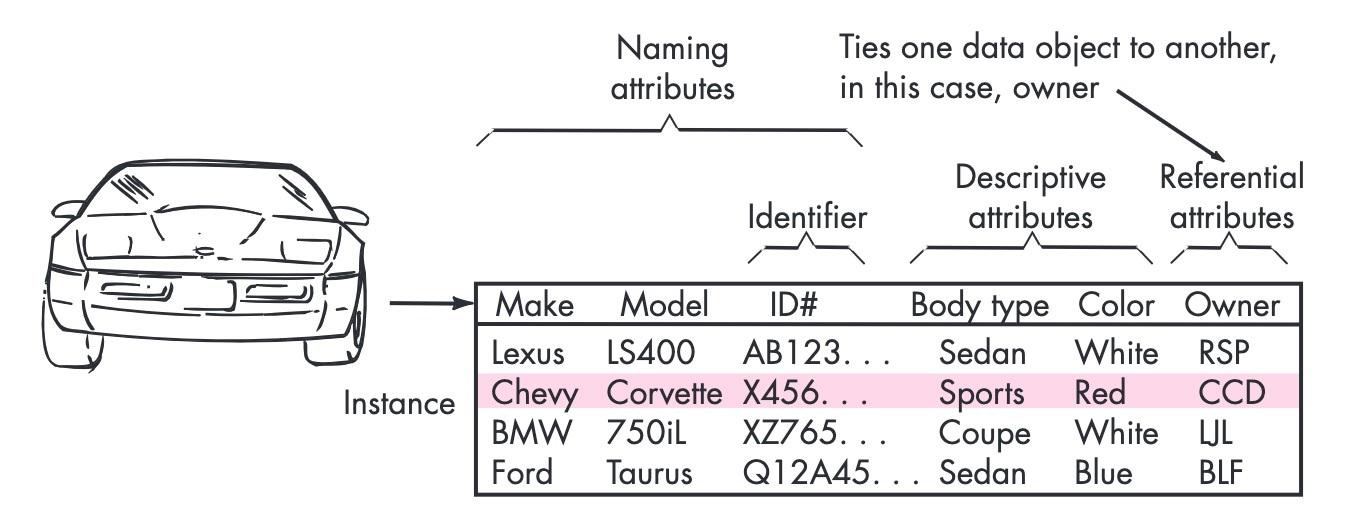 Naming
attributes
Ties one data object to another,
in this case, owner
Identifier
Descriptive
attributes
Referential
attributes
Make Model ID# Body type Color Owner
Lexus LS400 AB123. . . Sedan White RSP
Instance
Chevy Corvette X456. . . Sports Red CCD
BMW 750iL XZ765. . . Coupe White LJL
Ford Taurus Q12A45. . . Sedan Blue BLF